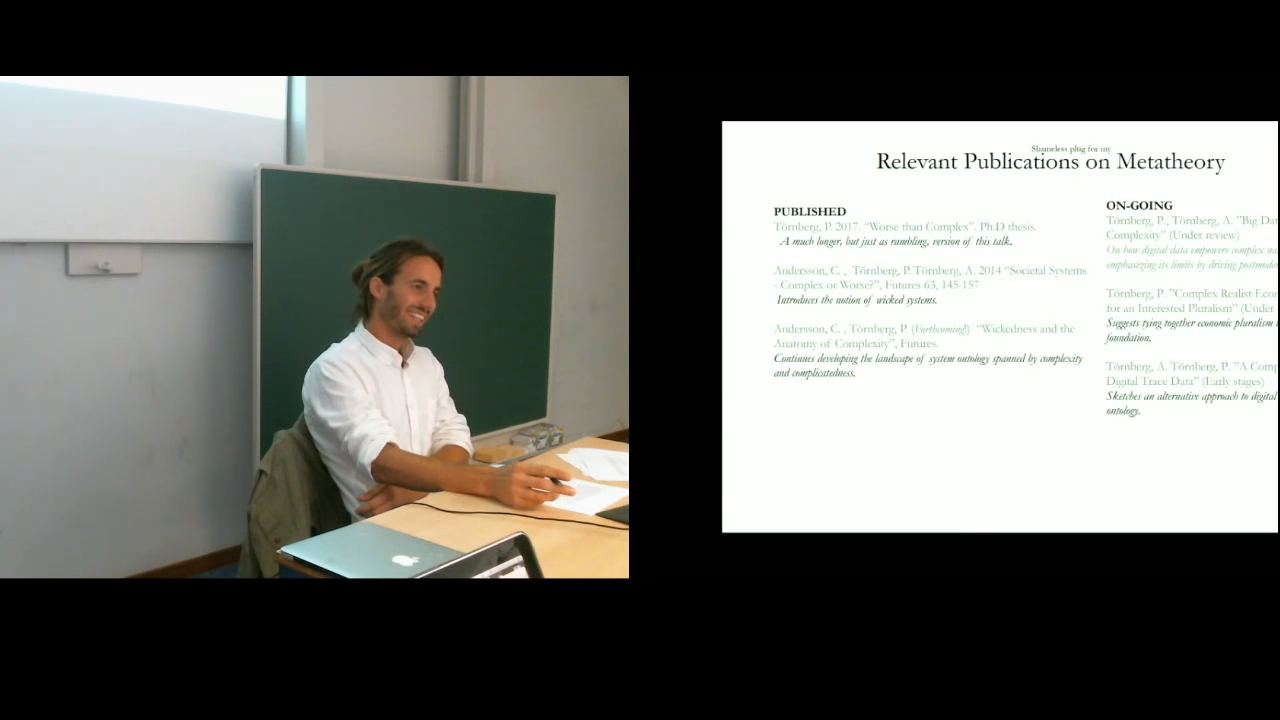 Shameless plug for my
Relevant Publications on Metatheory
PUBLISHED
Törnberg, P. 2017. “Worse than Complex”. Ph.D thesis.
A much longer, but just as rambling, version of this talk.
Andersson, C. , Törnberg, P. Törnberg, A. 2014 “Societal Systems
- Complex or Worse?”, Futures 63, 145-157
Introduces the notion of wicked systems.
Andersson, C. , Törnberg, P. (Forthcoming!) “Wickedness and the
Anatomy of Complexity”, Futures.
Continues developing the landscape of system ontology spanned by complexity
and complicatedness.
ON-GOING
Törnberg, P., Törnberg, A. ”Big Dat
Complexity” (Under review)
On how digital data empowers complex na
emphasizing its limits by driving postmodo
Törnberg, P. ”Complex Realist Econ
for an Interested Pluralism” (Under
Suggests tying together economic pluralism
foundation.
Törnberg, A. Törnberg, P. ”A Comp
Digital Trace Data” (Early stages)
Sketches an alternative approach to digital
ontology.